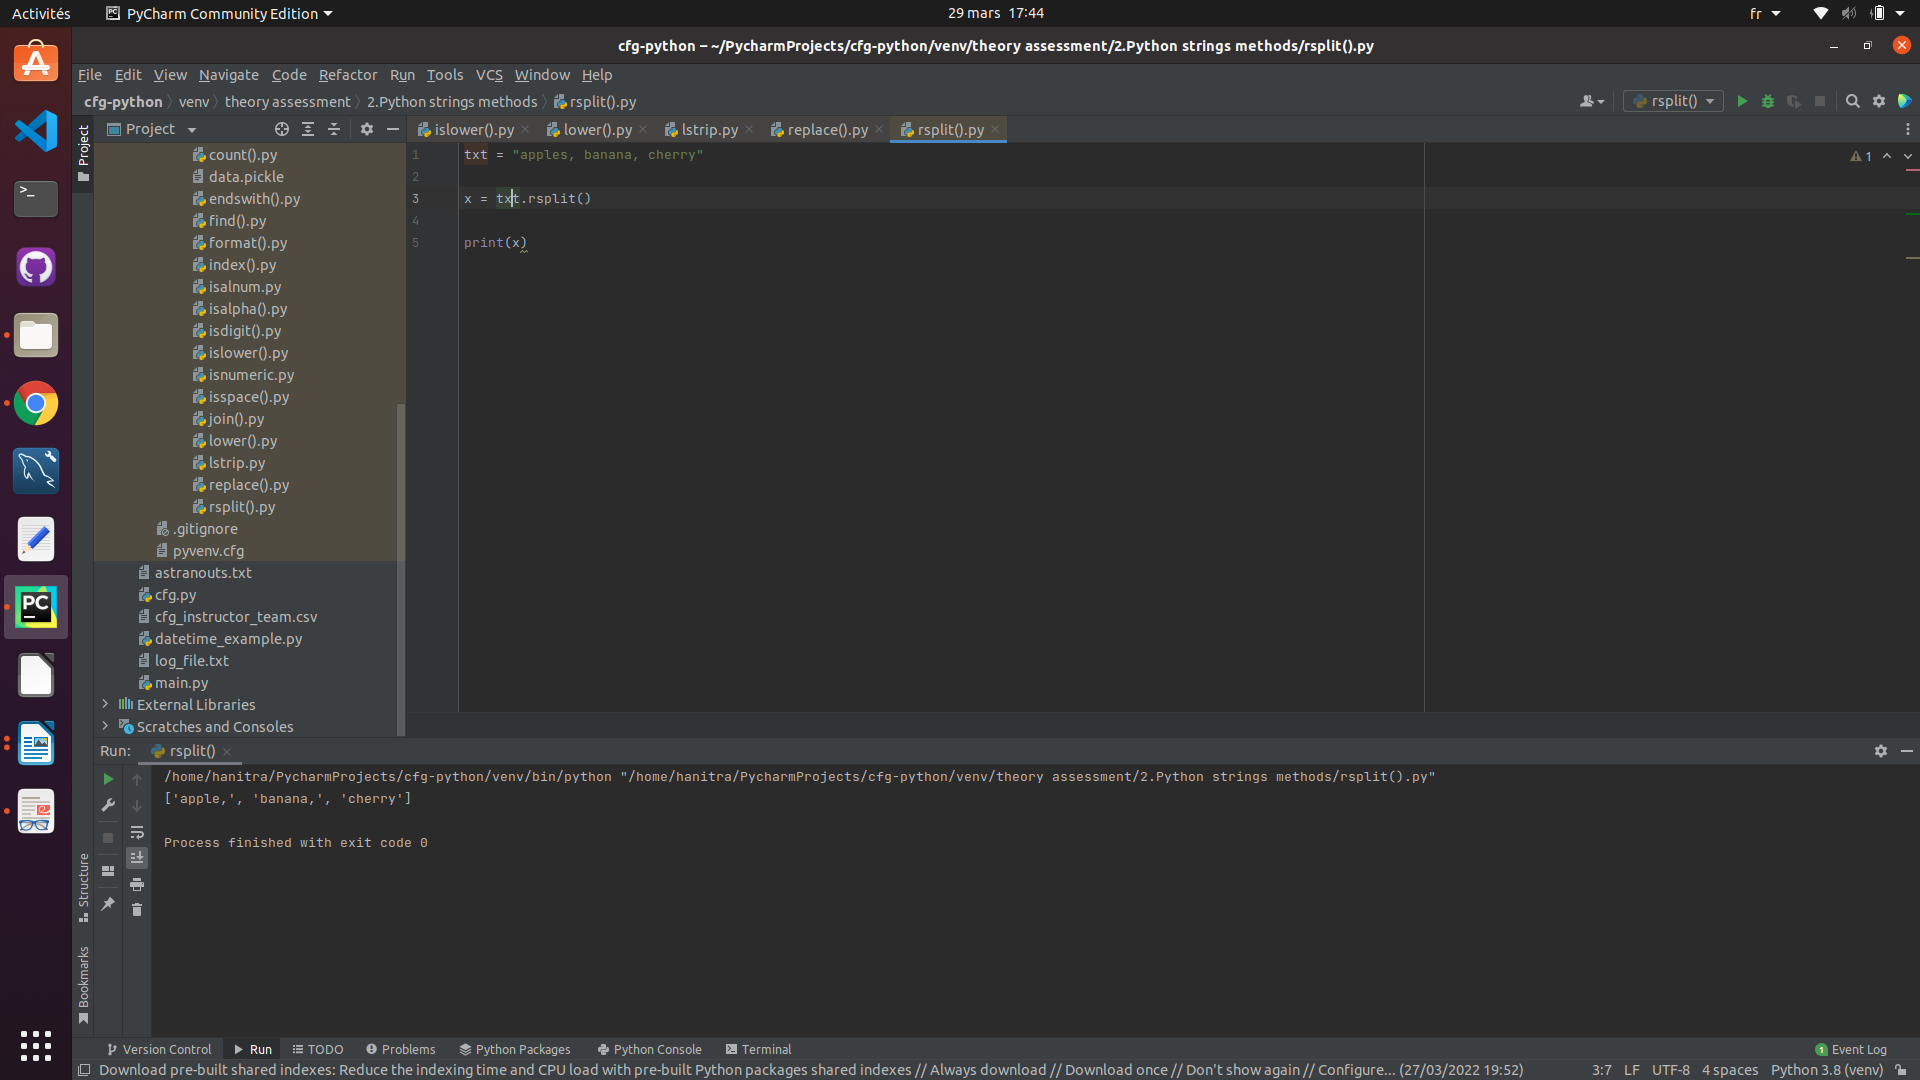 Activités
PyCharm Community Edition
29 mars 17:44
fr
cfg-python – ~/PycharmProjects/cfg-python/venv/theory assessment/2.Python strings methods/rsplit().py
File Edit View Navigate Code Refactor Run Tools VCS Window Help
cfg-python venv theory assessment 2.Python strings methods rsplit().py
rsplit()
Project
Project
islower().py lower().py lstrip.py replace().py rsplit().py
count().py
data.pickle
endswith().py
find().py
format().py
index().py
isalnum.py
isalpha().py
isdigit().py
islower().py
isnumeric.py
isspace().py
join().py
lower().py
lstrip.py
replace().py
rsplit().py
.gitignore
pyvenv.cfg
astranouts.txt
cfg.py
cfg_instructor_team.csv
datetime_example.py
log_file.txt
main.py
External Libraries
Scratches and Consoles
1 txt = "apples, banana, cherry"
2
3 x = txt.rsplit()
4
5 print(x)
1
Run: rsplit()
/home/hanitra/PycharmProjects/cfg-python/venv/bin/python "/home/hanitra/PycharmProjects/cfg-python/venv/theory assessment/2.Python strings methods/rsplit().py"
['apple,', 'banana,', 'cherry']
Process finished with exit code 0
Structure
Bookmarks
PC
Version Control Run TODO Problems Python Packages Python Console Terminal
1 Event Log
Download pre-built shared indexes: Reduce the indexing time and CPU load with pre-built Python packages shared indexes // Always download // Download once // Don't show again // Configure... (27/03/2022 19:52)
3:7 LF UTF-8 4 spaces Python 3.8 (venv)